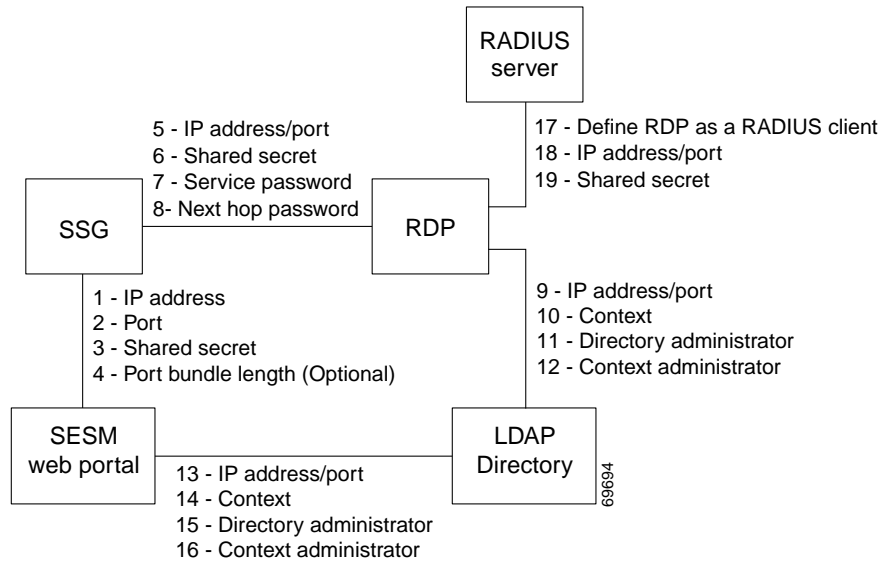 RADIUS
server
5 - IP address/port
6 - Shared secret
7 - Service password
8- Next hop password
17 - Define RDP as a RADIUS client
18 - IP address/port
19 - Shared secret
SSG
RDP
1 - IP address
2 - Port
3 - Shared secret
4 - Port bundle length (Optional)
9 - IP address/port
10 - Context
11 - Directory administrator
12 - Context administrator
SESM
web portal
LDAP
Directory
69694
13 - IP address/port
14 - Context
15 - Directory administrator
16 - Context administrator